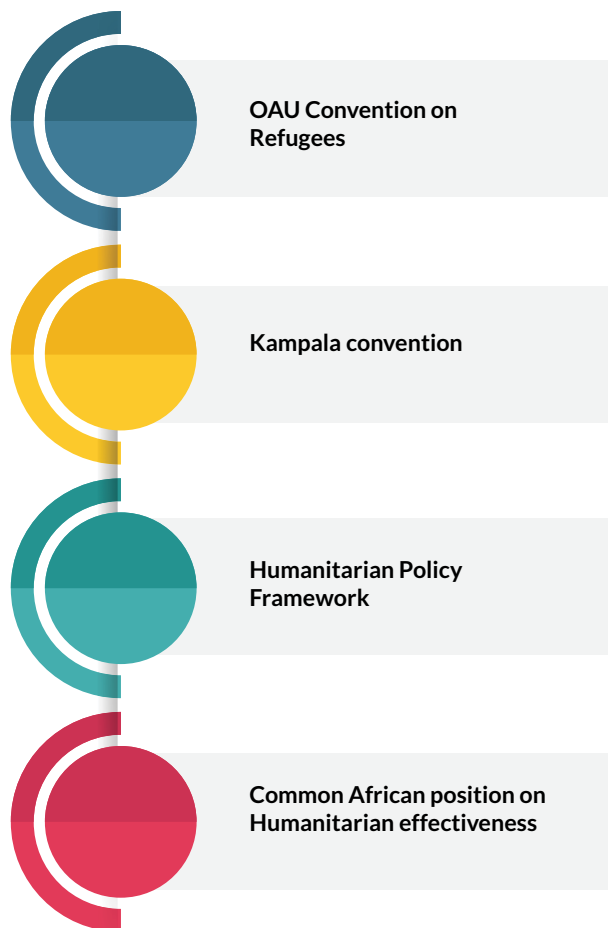 OAU Convention on
Refugees
Kampala convention
Humanitarian Policy
Framework
Common African position on
Humanitarian effectiveness